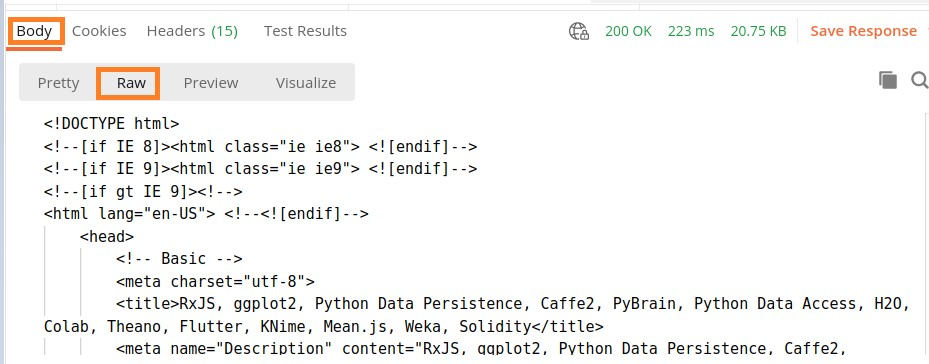 Body Cookies Headers (15) Test Results 200 OK 223 ms 20.75 KB Save Response
Pretty Raw Preview Visualize
<!DOCTYPE html>
<!--[if IE 8]><html class="ie ie8"> <![endif]-->
<!--[if IE 9]><html class="ie ie9"> <![endif]-->
<!--[if gt IE 9]><!-->
<html lang="en-US"> <!--<![endif]-->
<head>
<!-- Basic -->
<meta charset="utf-8">
<title>RxJS, ggplot2, Python Data Persistence, Caffe2, PyBrain, Python Data Access, H2O,
Colab, Theano, Flutter, KNime, Mean.js, Weka, Solidity</title>
<meta name="Description" content="RxJS, ggplot2, Python Data Persistence, Caffe2,